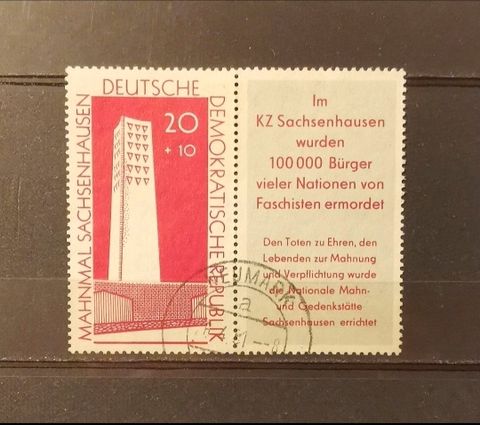 DEUTSCHE
DEMOKRATISCHE REPUBLIK
MAHNMAL SACHSENHAUSEN
20
+ 10
Im
KZ Sachsenhausen
wurden
100 000 Bürger
vieler Nationen von
Faschisten ermordet
Den Toten zu Ehren, den
Lebenden zur Mahnung
und Verpflichtung wurde
die Nationale Mahn-
und Gedenkstätte
Sachsenhausen errichtet
NEUMARK
a